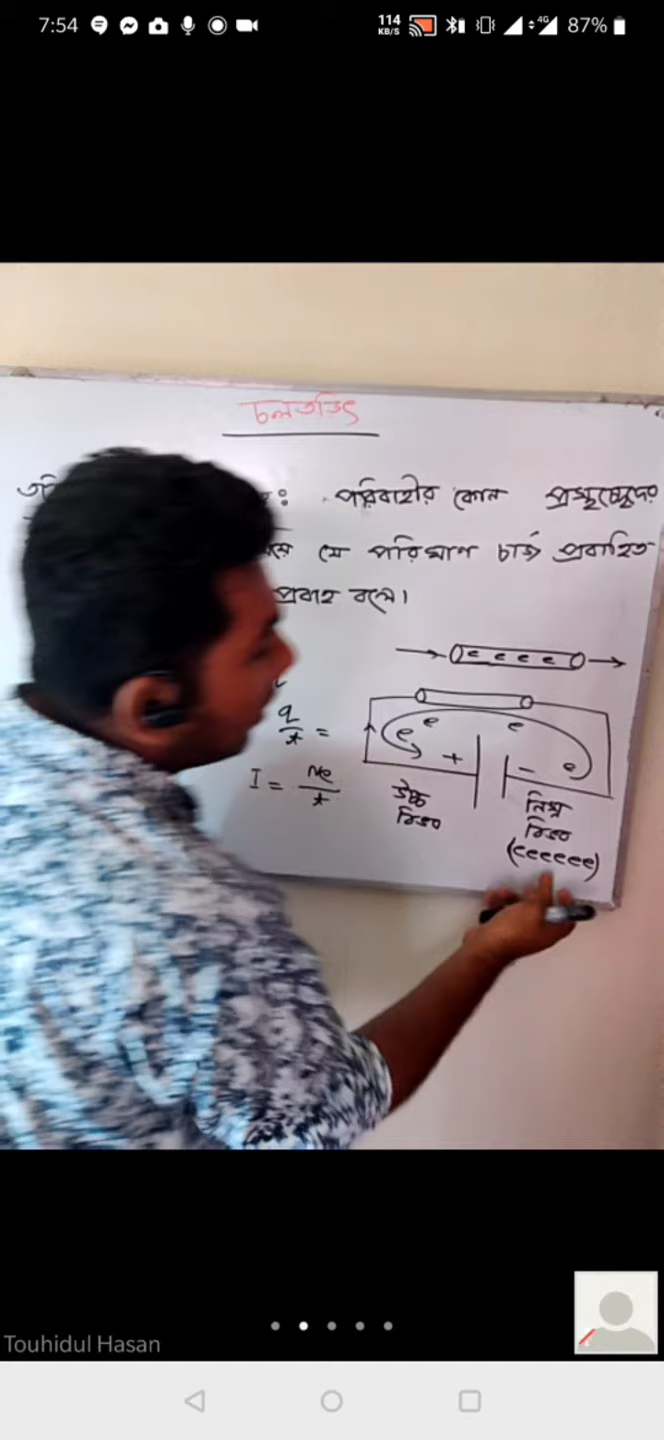 7:54
114 KB/S
4G
87%
চলতড়িৎ
: পরিবাহীর কোন প্রস্থচ্ছেদের
যে পরিমাণ চার্জ প্রবাহিত
প্রবাহ বলে।
e e e e
q/t =
e e e
+ − e
I = ne/t
উচ্চ বিভব
নিম্ন বিভব
(eeeeee)
Touhidul Hasan